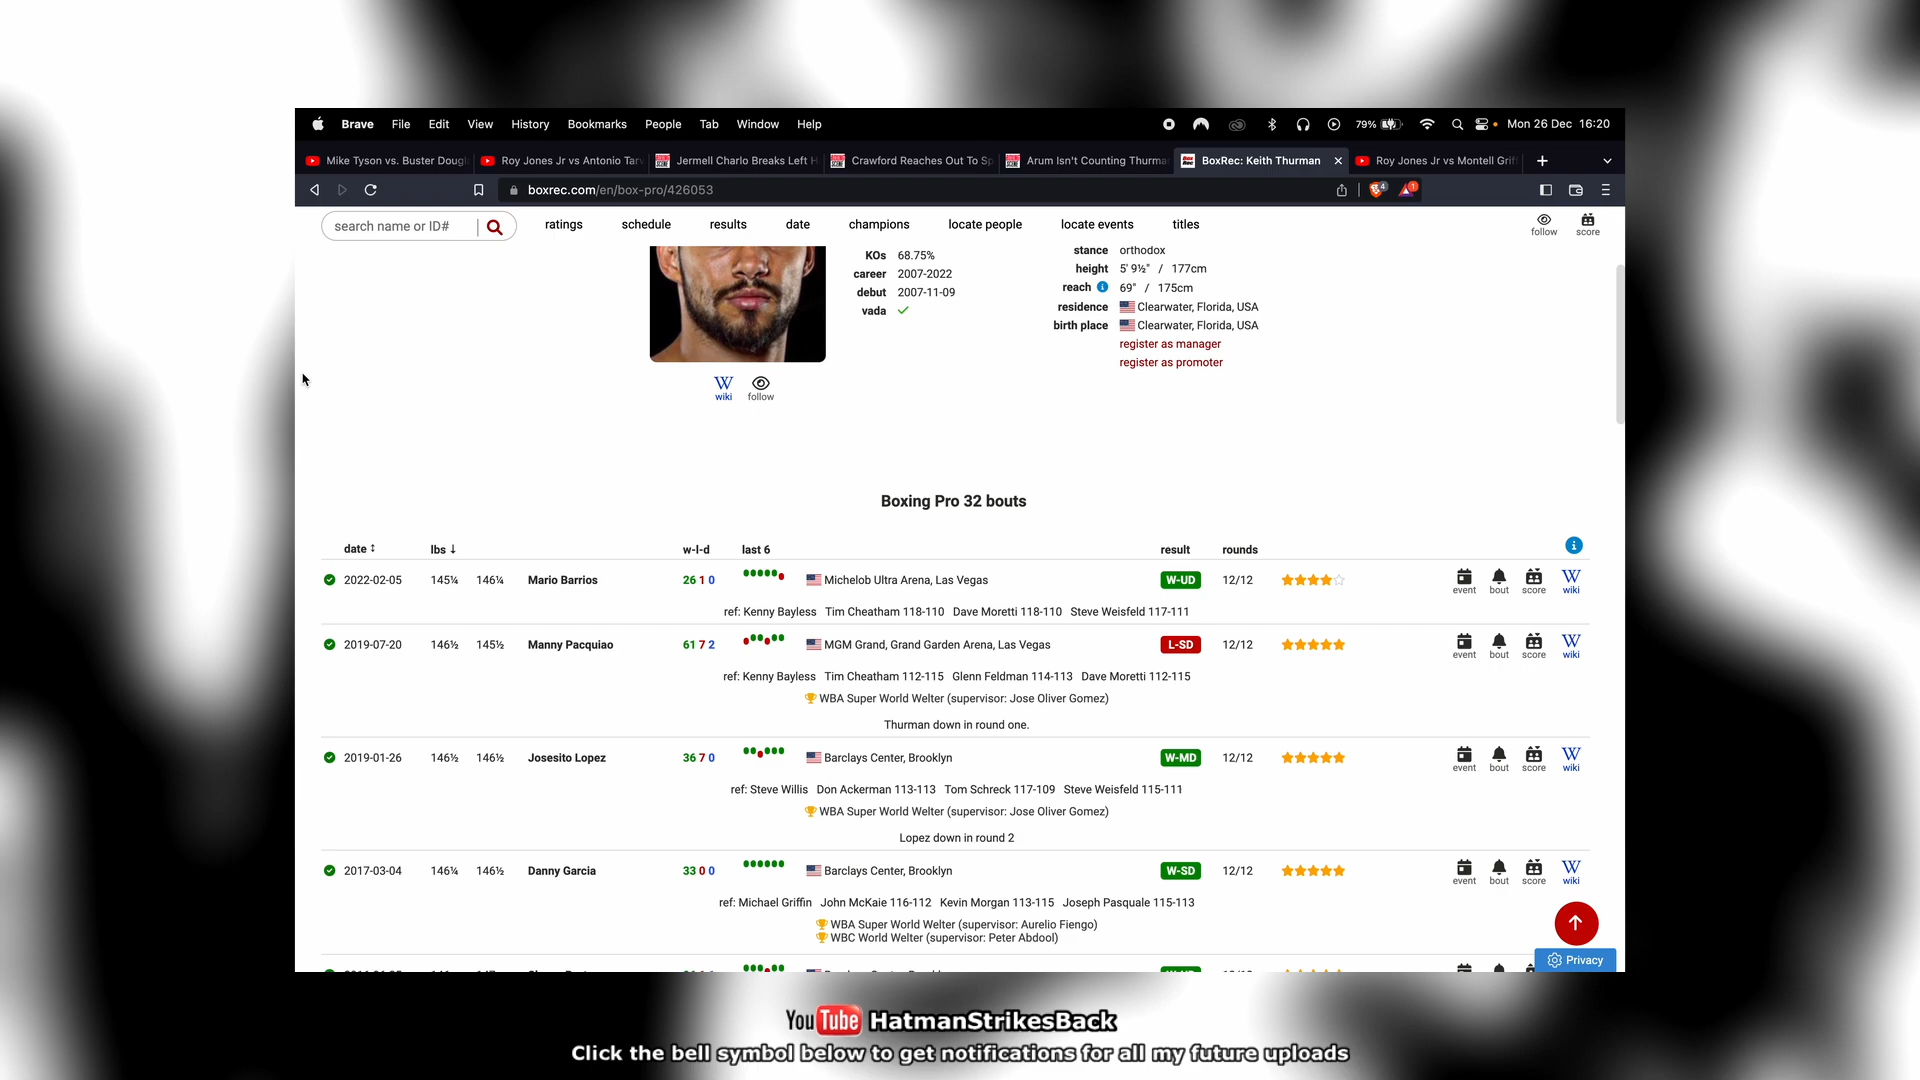 Brave File Edit View History Bookmarks People Tab Window Help 79% Mon 26 Dec 16:20
Mike Tyson vs. Buster Dougl Roy Jones Jr vs Antonio Tarv Jermell Charlo Breaks Left H Crawford Reaches Out To Sp Arum Isn't Counting Thurma BoxRec: Keith Thurman Roy Jones Jr vs Montell Grif
boxrec.com/en/box-pro/426053 4 1
search name or ID# ratings schedule results date champions locate people locate events titles follow score
KOs 68.75%
career 2007-2022
debut 2007-11-09
vada
stance orthodox
height 5' 9½" / 177cm
reach 69" / 175cm
residence Clearwater, Florida, USA
birth place Clearwater, Florida, USA
register as manager
register as promoter
W
wiki follow
Boxing Pro 32 bouts
date lbs w-l-d last 6 result rounds
2022-02-05 145¼ 146¼ Mario Barrios 26 1 0 Michelob Ultra Arena, Las Vegas W-UD 12/12 event bout score wiki
ref: Kenny Bayless Tim Cheatham 118-110 Dave Moretti 118-110 Steve Weisfeld 117-111
2019-07-20 146½ 145½ Manny Pacquiao 61 7 2 MGM Grand, Grand Garden Arena, Las Vegas L-SD 12/12 event bout score wiki
ref: Kenny Bayless Tim Cheatham 112-115 Glenn Feldman 114-113 Dave Moretti 112-115
WBA Super World Welter (supervisor: Jose Oliver Gomez)
Thurman down in round one.
2019-01-26 146½ 146½ Josesito Lopez 36 7 0 Barclays Center, Brooklyn W-MD 12/12 event bout score wiki
ref: Steve Willis Don Ackerman 113-113 Tom Schreck 117-109 Steve Weisfeld 115-111
WBA Super World Welter (supervisor: Jose Oliver Gomez)
Lopez down in round 2
2017-03-04 146¼ 146½ Danny Garcia 33 0 0 Barclays Center, Brooklyn W-SD 12/12 event bout score wiki
ref: Michael Griffin John McKaie 116-112 Kevin Morgan 113-115 Joseph Pasquale 115-113
WBA Super World Welter (supervisor: Aurelio Fiengo)
WBC World Welter (supervisor: Peter Abdool)
Privacy
YouTube HatmanStrikesBack
Click the bell symbol below to get notifications for all my future uploads